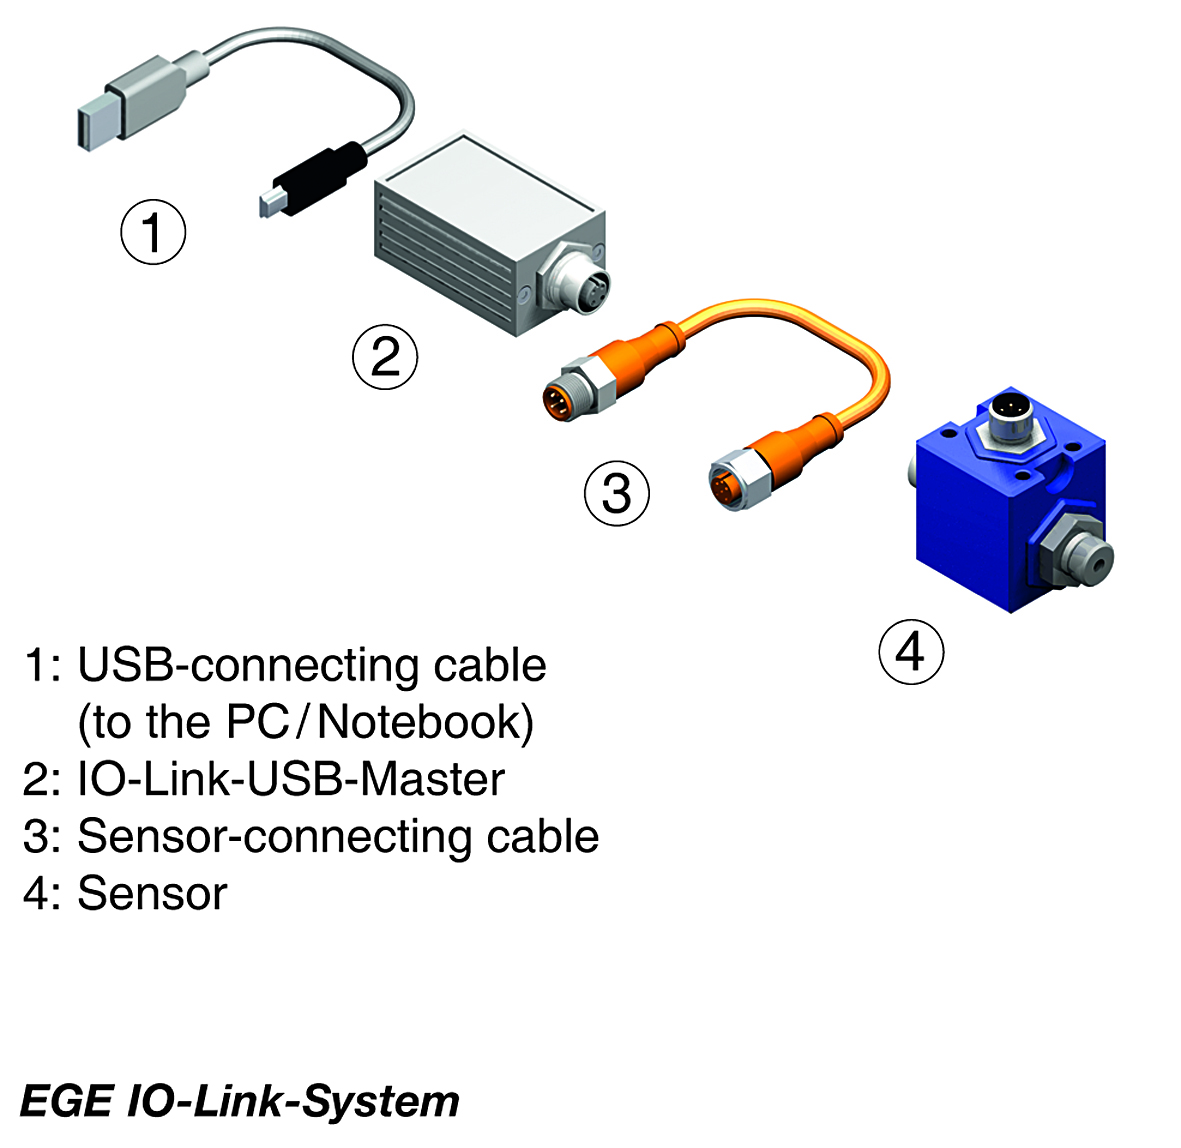 1
2
3
4
1: USB-connecting cable
(to the PC/Notebook)
2: IO-Link-USB-Master
3: Sensor-connecting cable
4: Sensor
EGE IO-Link-System